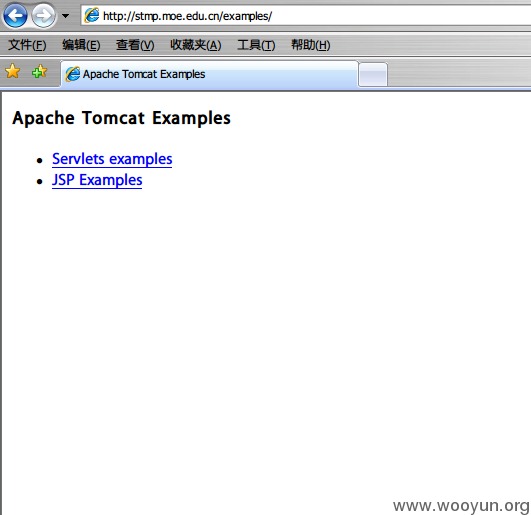 http://stmp.moe.edu.cn/examples/
文件(F) 编辑(E) 查看(V) 收藏夹(A) 工具(T) 帮助(H)
Apache Tomcat Examples
Apache Tomcat Examples
• Servlets examples
• JSP Examples
www.wooyun.org